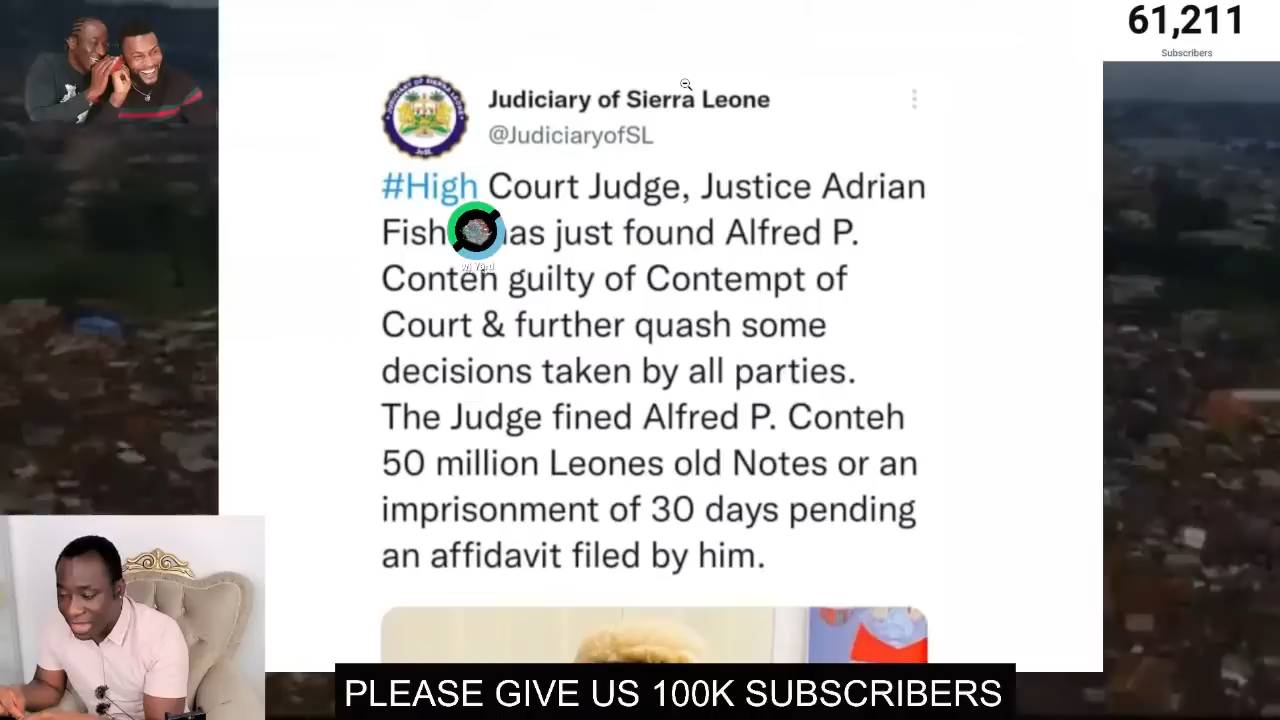 61,211
Subscribers
Judiciary of Sierra Leone
@JudiciaryofSL
#High Court Judge, Justice Adrian
has just found Alfred P.
Conteh guilty of Contempt of
Court & further quash some
decisions taken by all parties.
The Judge fined Alfred P. Conteh
50 million Leones old Notes or an
imprisonment of 30 days pending
an affidavit filed by him.
PLEASE GIVE US 100K SUBSCRIBERS